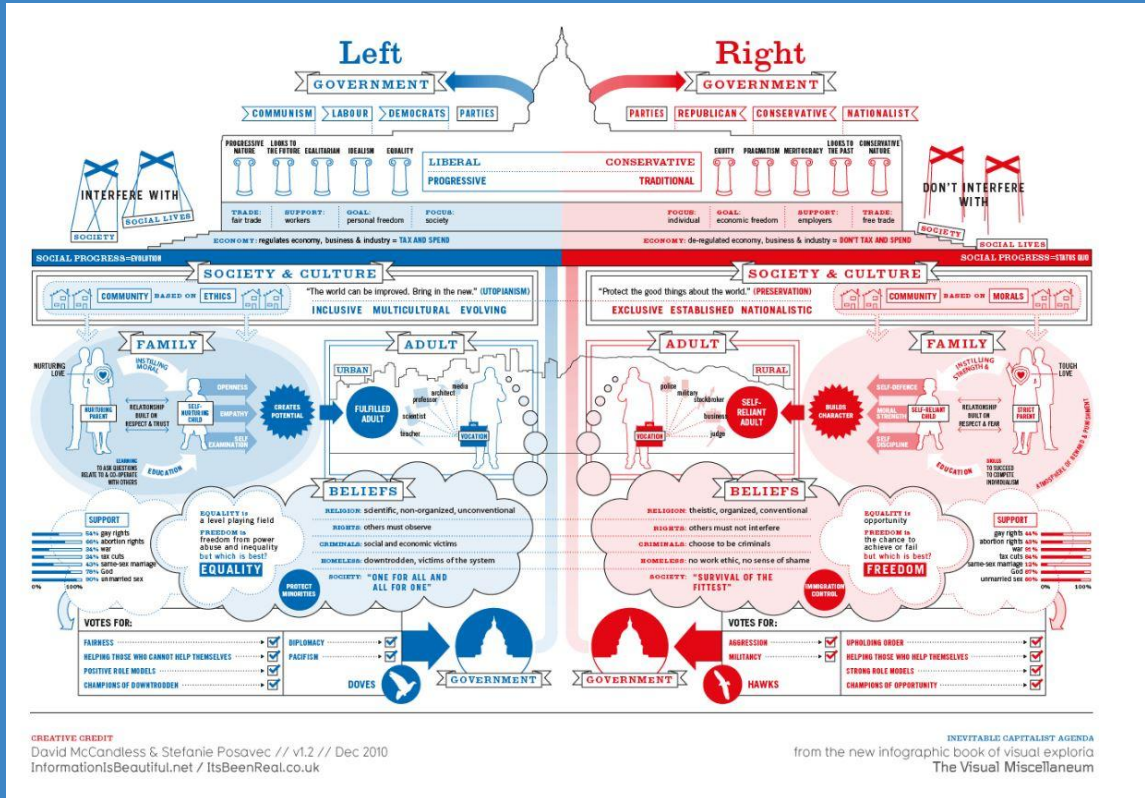 Left
GOVERNMENT
COMMUNISM LABOUR DEMOCRATS PARTIES
Right
GOVERNMENT
PARTIES REPUBLICAN CONSERVATIVE NATIONALIST
PROGRESSIVE NATURE
LOOKS TO THE FUTURE
EGALITARIAN
IDEALISM
EQUALITY
LIBERAL
PROGRESSIVE
CONSERVATIVE
TRADITIONAL
EQUITY
PRAGMATISM
MERITOCRACY
LOOKS TO THE PAST
CONSERVATIVE NATURE
INTERFERE WITH
SOCIETY
SOCIAL LIVES
DON'T INTERFERE
WITH
SOCIETY
SOCIAL LIVES
TRADE:
fair trade
SUPPORT:
workers
GOAL:
personal freedom
FOCUS:
society
FOCUS:
individual
GOAL:
economic freedom
SUPPORT:
employers
TRADE:
free trade
ECONOMY: regulates economy, business & industry = TAX AND SPEND
ECONOMY: de-regulated economy, business & industry = DON'T TAX AND SPEND
SOCIAL PROGRESS=EVOLUTION
SOCIAL PROGRESS=STATUS QUO
SOCIETY & CULTURE
COMMUNITY BASED ON ETHICS
"The world can be improved. Bring in the new." (UTOPIANISM)
INCLUSIVE MULTICULTURAL EVOLVING
SOCIETY & CULTURE
"Protect the good things about the world." (PRESERVATION)
EXCLUSIVE ESTABLISHED NATIONALISTIC
COMMUNITY BASED ON MORALS
FAMILY
NURTURING
LOVE
INSTILLING
MORAL
NURTURING
PARENT
RELATIONSHIP
BUILT ON
RESPECT & TRUST
SELF-
NURTURING
CHILD
OPENNESS
EMPATHY
SELF
EXAMINATION
LEARNING
TO ASK QUESTIONS
RELATE TO & CO-OPERATE
WITH OTHERS
EDUCATION
CREATES
POTENTIAL
ADULT
URBAN
FULFILLED
ADULT
media
architect
professor
scientist
teacher
VOCATION
ADULT
RURAL
police
military
stockbroker
business
judge
VOCATION
SELF-
RELIANT
ADULT
BUILDS
CHARACTER
FAMILY
INSTILLING
STRENGTH &
TOUGH
LOVE
SELF-DEFENCE
MORAL
STRENGTH
SELF
DISCIPLINE
SELF-RELIANT
CHILD
RELATIONSHIP
BUILT ON
RESPECT & FEAR
STRICT
PARENT
EDUCATION
SKILLS
TO SUCCEED
TO COMPETE
INDIVIDUALISM
ATMOSPHERE OF REWARD & PUNISHMENT
BELIEFS
RELIGION: scientific, non-organized, unconventional
RIGHTS: others must observe
CRIMINALS: social and economic victims
HOMELESS: downtrodden, victims of the system
SOCIETY: "ONE FOR ALL AND
ALL FOR ONE"
BELIEFS
RELIGION: theistic, organized, conventional
RIGHTS: others must not interfere
CRIMINALS: choose to be criminals
HOMELESS: no work ethic, no sense of shame
SOCIETY: "SURVIVAL OF THE
FITTEST"
EQUALITY is
a level playing field
FREEDOM is
freedom from power
abuse and inequality
but which is best?
EQUALITY
PROTECT
MINORITIES
EQUALITY is
opportunity
FREEDOM is
the chance to
achieve or fail
but which is best?
FREEDOM
IMMIGRATION
CONTROL
SUPPORT
gay rights
abortion rights
war
tax cuts
same-sex marriage
God
unmarried sex
0% 100%
SUPPORT
gay rights
abortion rights
war
tax cuts
same-sex marriage
God
unmarried sex
0% 100%
VOTES FOR:
FAIRNESS
HELPING THOSE WHO CANNOT HELP THEMSELVES
POSITIVE ROLE MODELS
CHAMPIONS OF DOWNTRODDEN
DIPLOMACY
PACIFISM
DOVES
GOVERNMENT
GOVERNMENT
VOTES FOR:
AGGRESSION
MILITANCY
HAWKS
UPHOLDING ORDER
HELPING THOSE WHO HELP THEMSELVES
STRONG ROLE MODELS
CHAMPIONS OF OPPORTUNITY
CREATIVE CREDIT
David McCandless & Stefanie Posavec // v1.2 // Dec 2010
InformationIsBeautiful.net / ItsBeenReal.co.uk
INEVITABLE CAPITALIST AGENDA
from the new infographic book of visual exploria
The Visual Miscellaneum